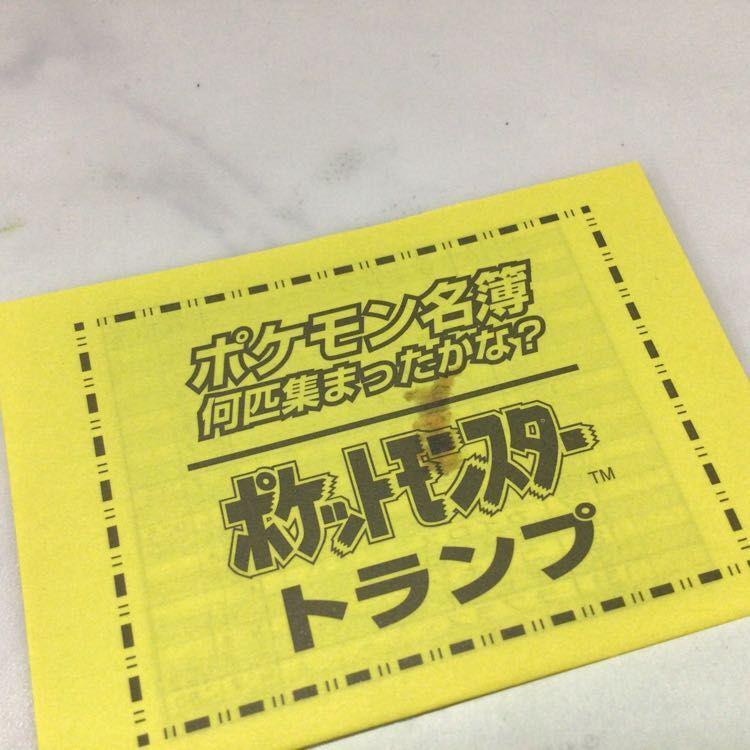 ポケモン名簿
何匹集まったかな?
ポケットモンスター™
トランプ